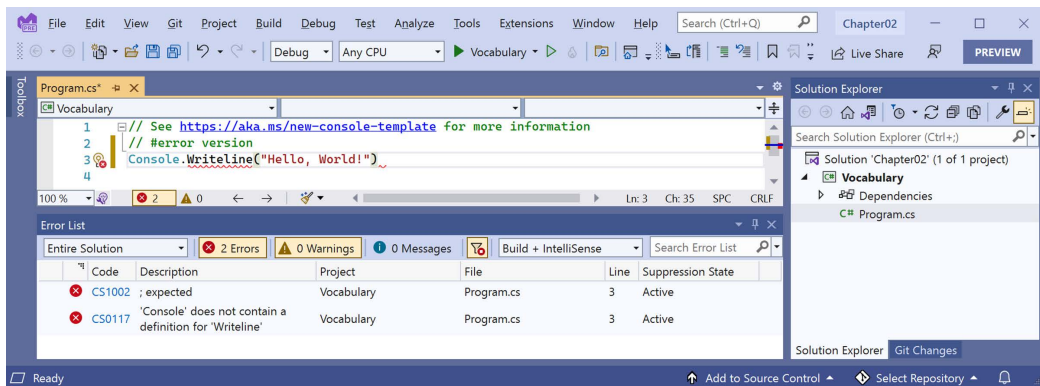 PRE File Edit View Git Project Build Debug Test Analyze Tools Extensions Window Help Search (Ctrl+Q) Chapter02
Debug Any CPU Vocabulary Live Share PREVIEW
Toolbox
Program.cs*
C# Vocabulary
1 // See https://aka.ms/new-console-template for more information
2 // #error version
3 Console.Writeline("Hello, World!")
4
100 % 2 0 Ln: 3 Ch: 35 SPC CRLF
Error List
Entire Solution 2 Errors 0 Warnings 0 Messages Build + IntelliSense Search Error List
Code Description Project File Line Suppression State
CS1002 ; expected Vocabulary Program.cs 3 Active
CS0117 'Console' does not contain a definition for 'Writeline' Vocabulary Program.cs 3 Active
Solution Explorer
Search Solution Explorer (Ctrl+;)
Solution 'Chapter02' (1 of 1 project)
C# Vocabulary
Dependencies
C# Program.cs
Solution Explorer Git Changes
Ready Add to Source Control Select Repository